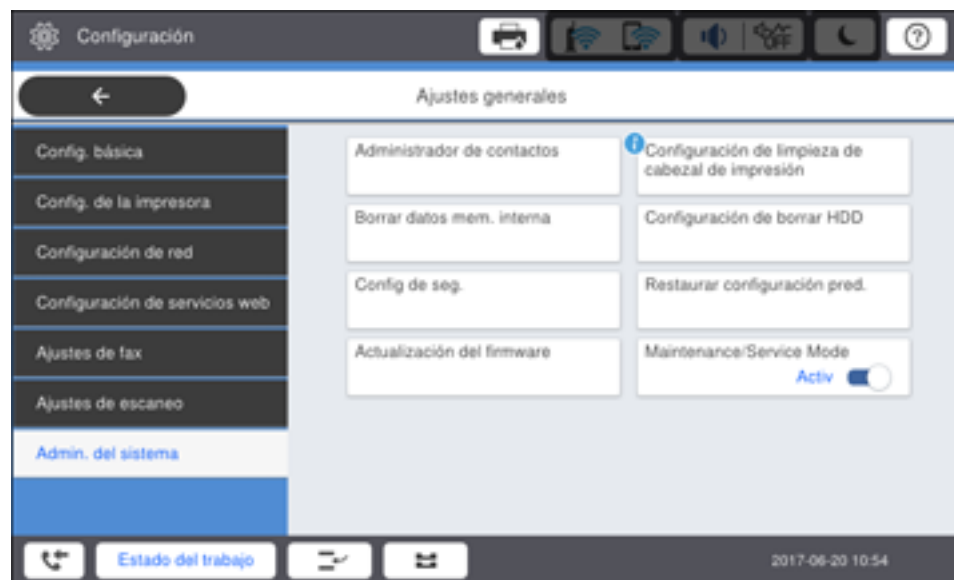 Configuración
OFF
Ajustes generales
Config. básica
Config. de la impresora
Configuración de red
Configuración de servicios web
Ajustes de fax
Ajustes de escaneo
Admin. del sistema
Administrador de contactos
Configuración de limpieza de
cabezal de impresión
Borrar datos mem. interna
Configuración de borrar HDD
Config de seg.
Restaurar configuración pred.
Actualización del firmware
Maintenance/Service Mode
Activ
Estado del trabajo
2017-06-20 10:54